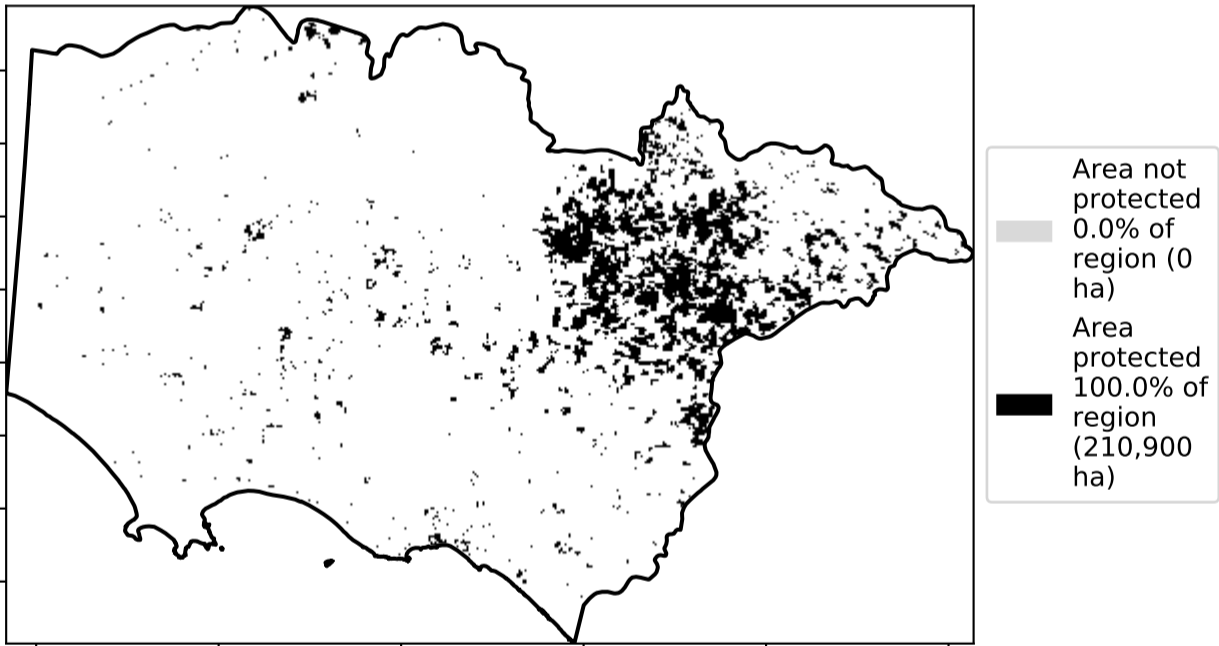 Area not
protected
0.0% of
region (0
ha)
Area
protected
100.0% of
region
(210,900
ha)